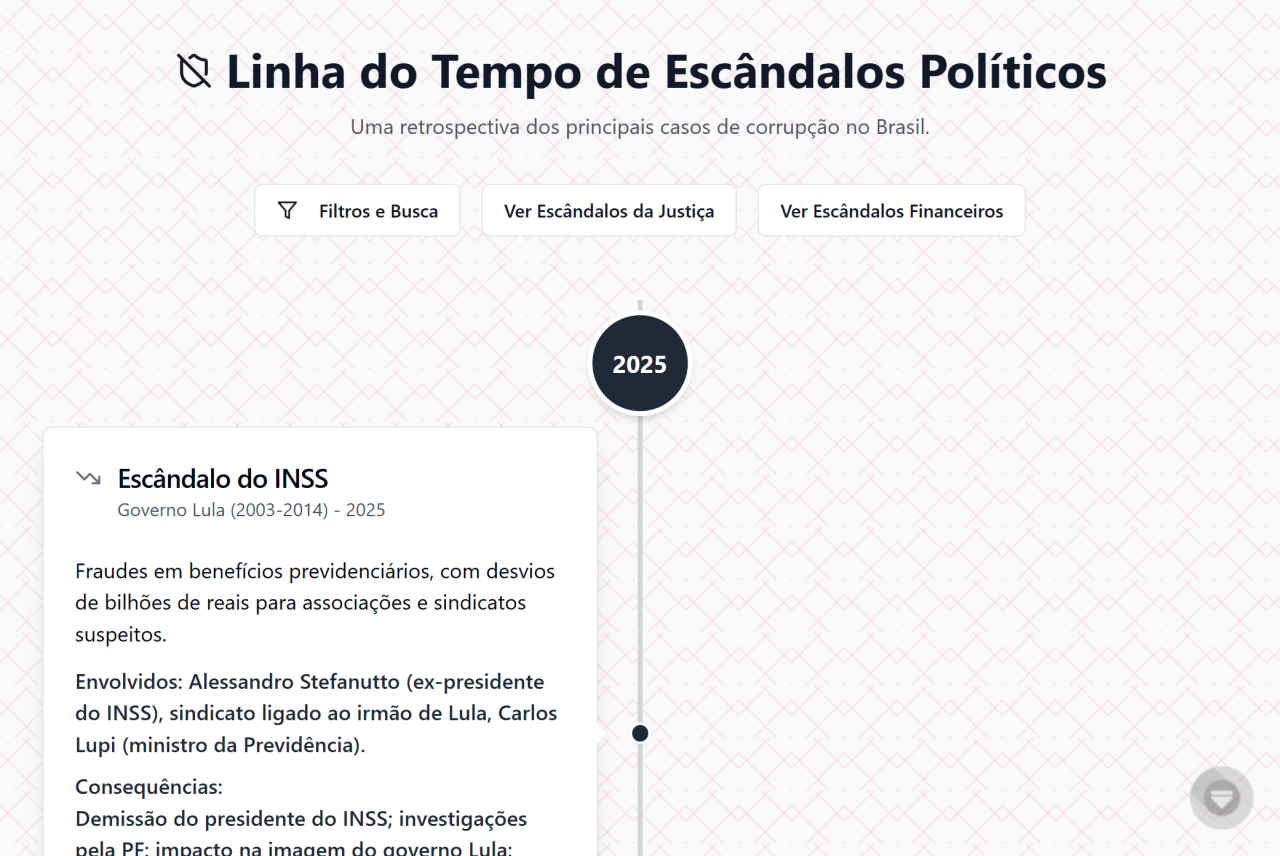 Linha do Tempo de Escândalos Políticos
Uma retrospectiva dos principais casos de corrupção no Brasil.
Filtros e Busca
Ver Escândalos da Justiça
Ver Escândalos Financeiros
2025
Escândalo do INSS
Governo Lula (2003-2014) - 2025
Fraudes em benefícios previdenciários, com desvios
de bilhões de reais para associações e sindicatos
suspeitos.
Envolvidos: Alessandro Stefanutto (ex-presidente
do INSS), sindicato ligado ao irmão de Lula, Carlos
Lupi (ministro da Previdência).
Consequências:
Demissão do presidente do INSS; investigações
pela PF; impacto na imagem do governo Lula;